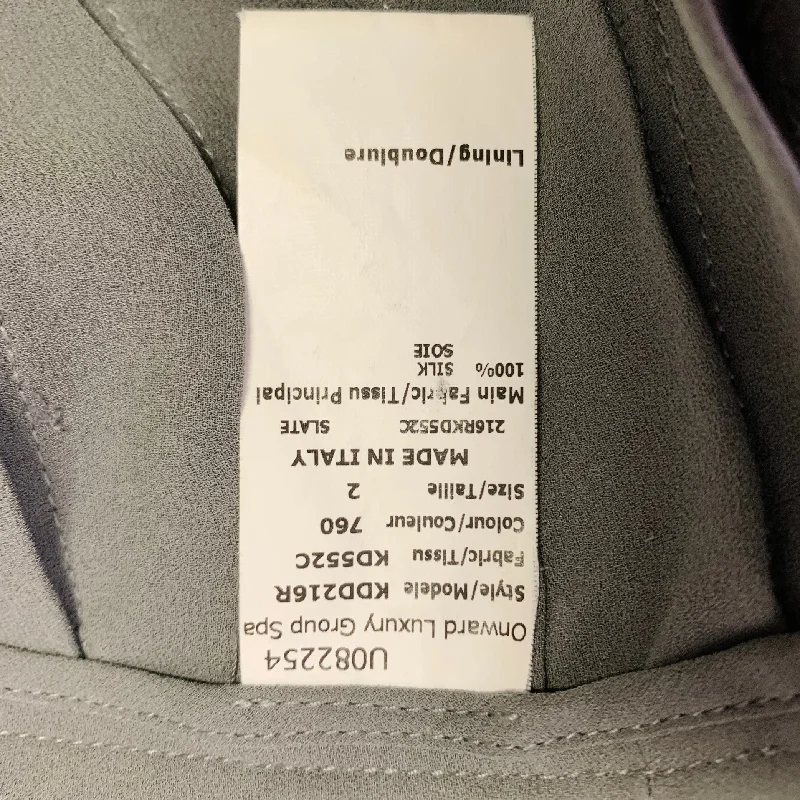 U082254
Onward Luxury Group Spa
Style/Modele KDD216R
Fabric/Tissu KD552C
Colour/Couleur 760
Size/Taille 2
MADE IN ITALY
216RKD552C SLATE
Main Fabric/Tissu Principal
100% SILK
SOIE
Lining/Doublure